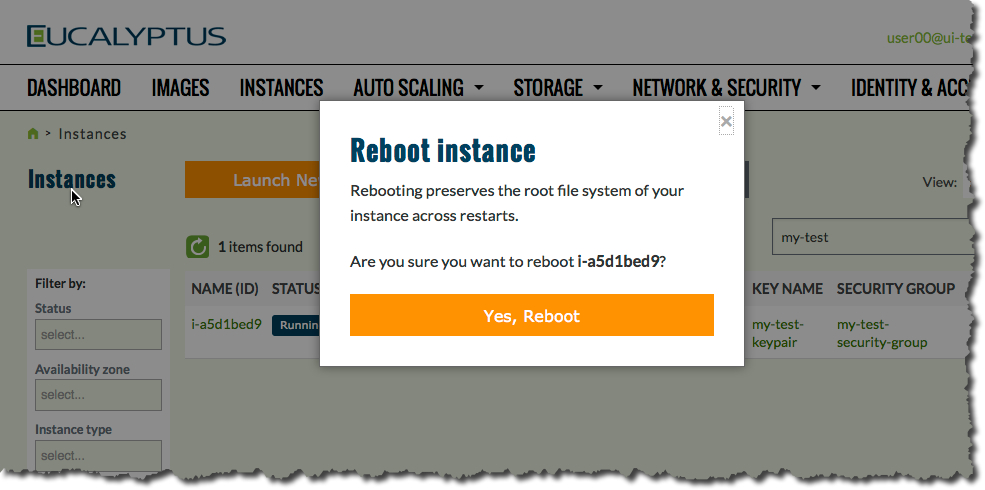 EUCALYPTUS
user00@ui-te
DASHBOARD IMAGES INSTANCES AUTO SCALING STORAGE NETWORK & SECURITY IDENTITY & ACC
> Instances
Instances
Launch Ne
View:
1 items found
my-test
Filter by:
Status
select...
Availability zone
select...
Instance type
select...
NAME (ID) STATUS KEY NAME SECURITY GROUP
i-a5d1bed9 Runnin my-test- my-test-
keypair security-group
×
Reboot instance
Rebooting preserves the root file system of your
instance across restarts.
Are you sure you want to reboot i-a5d1bed9?
Yes, Reboot